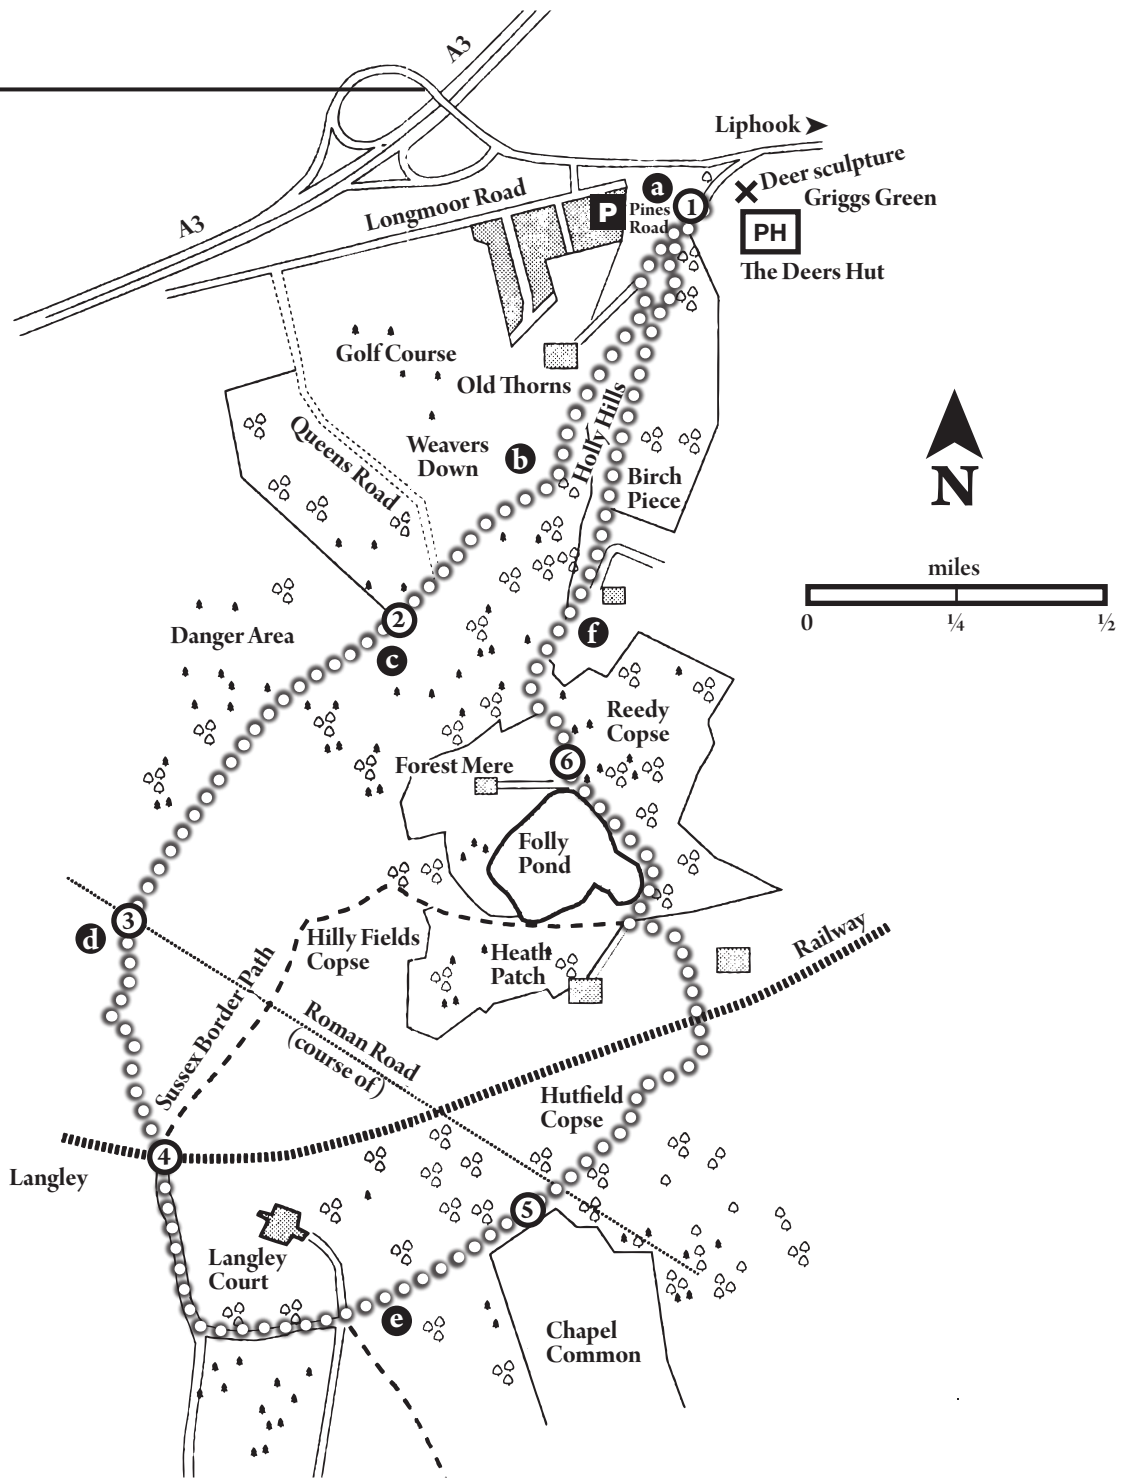 A3
Liphook
Deer sculpture
Griggs Green
a
1
P
Pines
Road
Longmoor Road
A3
PH
The Deers Hut
Golf Course
Old Thorns
Holly Hills
Queens Road
Weavers
Down
b
Birch
Piece
N
miles
0
¼
½
2
Danger Area
c
f
Reedy
Copse
6
Forest Mere
Folly
Pond
3
d
Hilly Fields
Copse
Heath
Patch
Railway
Sussex Border Path
Roman Road
(course of)
Hutfield
Copse
4
Langley
5
Langley
Court
e
Chapel
Common